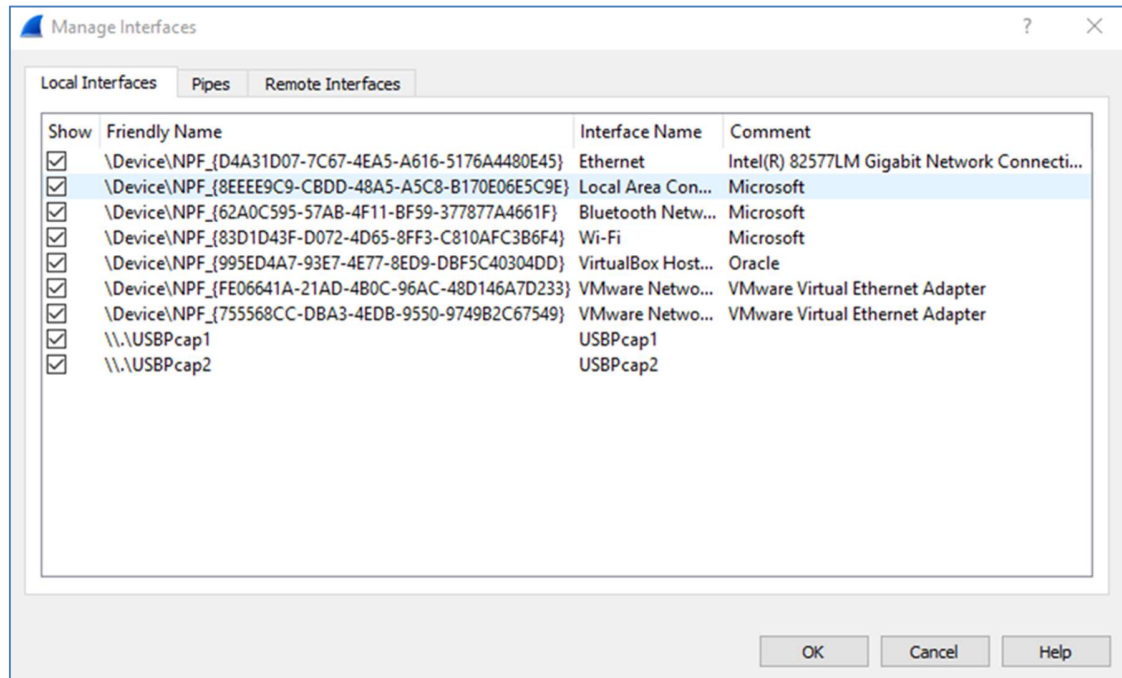 Manage Interfaces ?
Local Interfaces Pipes Remote Interfaces
Show Friendly Name Interface Name Comment
\Device\NPF_{D4A31D07-7C67-4EA5-A616-5176A4480E45} Ethernet Intel(R) 82577LM Gigabit Network Connecti...
\Device\NPF_{8EEEE9C9-CBDD-48A5-A5C8-B170E06E5C9E} Local Area Con... Microsoft
\Device\NPF_{62A0C595-57AB-4F11-BF59-377877A4661F} Bluetooth Netw... Microsoft
\Device\NPF_{83D1D43F-D072-4D65-8FF3-C810AFC3B6F4} Wi-Fi Microsoft
\Device\NPF_{995ED4A7-93E7-4E77-8ED9-DBF5C40304DD} VirtualBox Host... Oracle
\Device\NPF_{FE06641A-21AD-4B0C-96AC-48D146A7D233} VMware Netwo... VMware Virtual Ethernet Adapter
\Device\NPF_{755568CC-DBA3-4EDB-9550-9749B2C67549} VMware Netwo... VMware Virtual Ethernet Adapter
\\.\USBPcap1 USBPcap1
\\.\USBPcap2 USBPcap2
OK Cancel Help